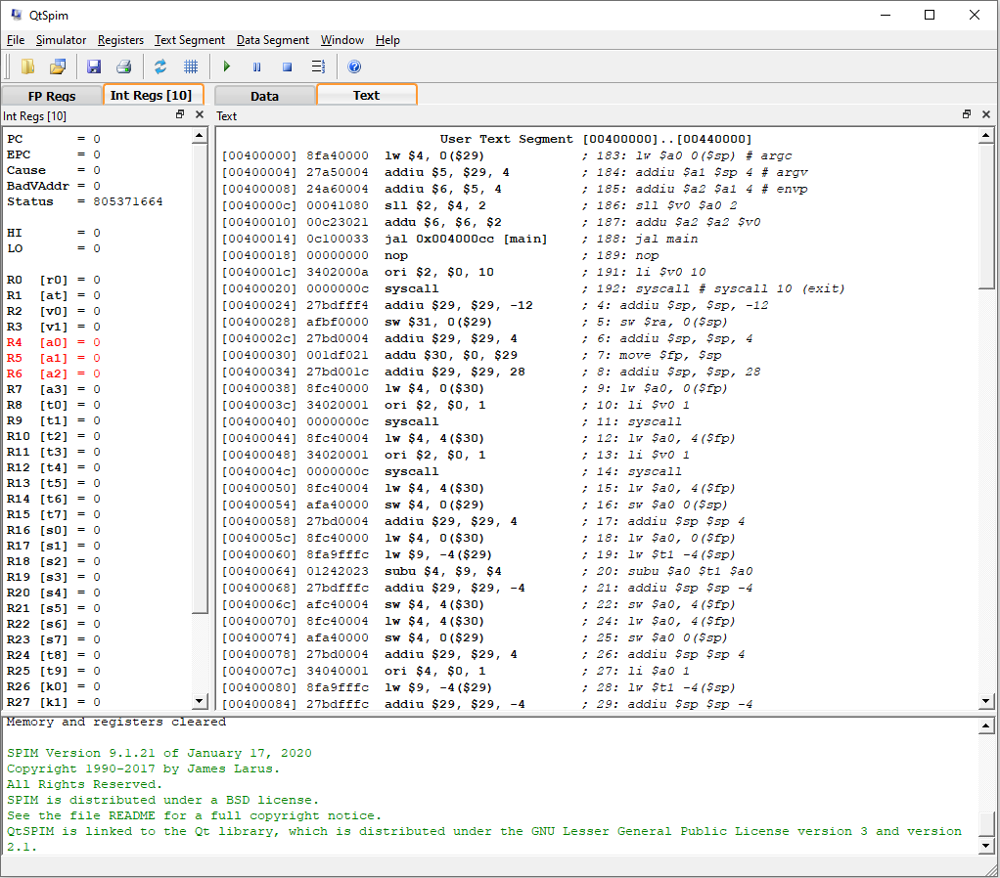 QtSpim
File Simulator Registers Text Segment Data Segment Window Help
FP Regs Int Regs [10] Data Text
Int Regs [10]
PC = 0
EPC = 0
Cause = 0
BadVAddr = 0
Status = 805371664
HI = 0
LO = 0
R0 [r0] = 0
R1 [at] = 0
R2 [v0] = 0
R3 [v1] = 0
R4 [a0] = 0
R5 [a1] = 0
R6 [a2] = 0
R7 [a3] = 0
R8 [t0] = 0
R9 [t1] = 0
R10 [t2] = 0
R11 [t3] = 0
R12 [t4] = 0
R13 [t5] = 0
R14 [t6] = 0
R15 [t7] = 0
R16 [s0] = 0
R17 [s1] = 0
R18 [s2] = 0
R19 [s3] = 0
R20 [s4] = 0
R21 [s5] = 0
R22 [s6] = 0
R23 [s7] = 0
R24 [t8] = 0
R25 [t9] = 0
R26 [k0] = 0
R27 [k1] = 0
Text
User Text Segment [00400000]..[00440000]
[00400000] 8fa40000 lw $4, 0($29) ; 183: lw $a0 0($sp) # argc
[00400004] 27a50004 addiu $5, $29, 4 ; 184: addiu $a1 $sp 4 # argv
[00400008] 24a60004 addiu $6, $5, 4 ; 185: addiu $a2 $a1 4 # envp
[0040000c] 00041080 sll $2, $4, 2 ; 186: sll $v0 $a0 2
[00400010] 00c23021 addu $6, $6, $2 ; 187: addu $a2 $a2 $v0
[00400014] 0c100033 jal 0x004000cc [main] ; 188: jal main
[00400018] 00000000 nop ; 189: nop
[0040001c] 3402000a ori $2, $0, 10 ; 191: li $v0 10
[00400020] 0000000c syscall ; 192: syscall # syscall 10 (exit)
[00400024] 27bdfff4 addiu $29, $29, -12 ; 4: addiu $sp, $sp, -12
[00400028] afbf0000 sw $31, 0($29) ; 5: sw $ra, 0($sp)
[0040002c] 27bd0004 addiu $29, $29, 4 ; 6: addiu $sp, $sp, 4
[00400030] 001df021 addu $30, $0, $29 ; 7: move $fp, $sp
[00400034] 27bd001c addiu $29, $29, 28 ; 8: addiu $sp, $sp, 28
[00400038] 8fc40000 lw $4, 0($30) ; 9: lw $a0, 0($fp)
[0040003c] 34020001 ori $2, $0, 1 ; 10: li $v0 1
[00400040] 0000000c syscall ; 11: syscall
[00400044] 8fc40004 lw $4, 4($30) ; 12: lw $a0, 4($fp)
[00400048] 34020001 ori $2, $0, 1 ; 13: li $v0 1
[0040004c] 0000000c syscall ; 14: syscall
[00400050] 8fc40004 lw $4, 4($30) ; 15: lw $a0, 4($fp)
[00400054] afa40000 sw $4, 0($29) ; 16: sw $a0 0($sp)
[00400058] 27bd0004 addiu $29, $29, 4 ; 17: addiu $sp $sp 4
[0040005c] 8fc40000 lw $4, 0($30) ; 18: lw $a0, 0($fp)
[00400060] 8fa9fffc lw $9, -4($29) ; 19: lw $t1 -4($sp)
[00400064] 01242023 subu $4, $9, $4 ; 20: subu $a0 $t1 $a0
[00400068] 27bdfffc addiu $29, $29, -4 ; 21: addiu $sp $sp -4
[0040006c] afc40004 sw $4, 4($30) ; 22: sw $a0, 4($fp)
[00400070] 8fc40004 lw $4, 4($30) ; 24: lw $a0, 4($fp)
[00400074] afa40000 sw $4, 0($29) ; 25: sw $a0 0($sp)
[00400078] 27bd0004 addiu $29, $29, 4 ; 26: addiu $sp $sp 4
[0040007c] 34040001 ori $4, $0, 1 ; 27: li $a0 1
[00400080] 8fa9fffc lw $9, -4($29) ; 28: lw $t1 -4($sp)
[00400084] 27bdfffc addiu $29, $29, -4 ; 29: addiu $sp $sp -4
Memory and registers cleared
SPIM Version 9.1.21 of January 17, 2020
Copyright 1990-2017 by James Larus.
All Rights Reserved.
SPIM is distributed under a BSD license.
See the file README for a full copyright notice.
QtSPIM is linked to the Qt library, which is distributed under the GNU Lesser General Public License version 3 and version
2.1.